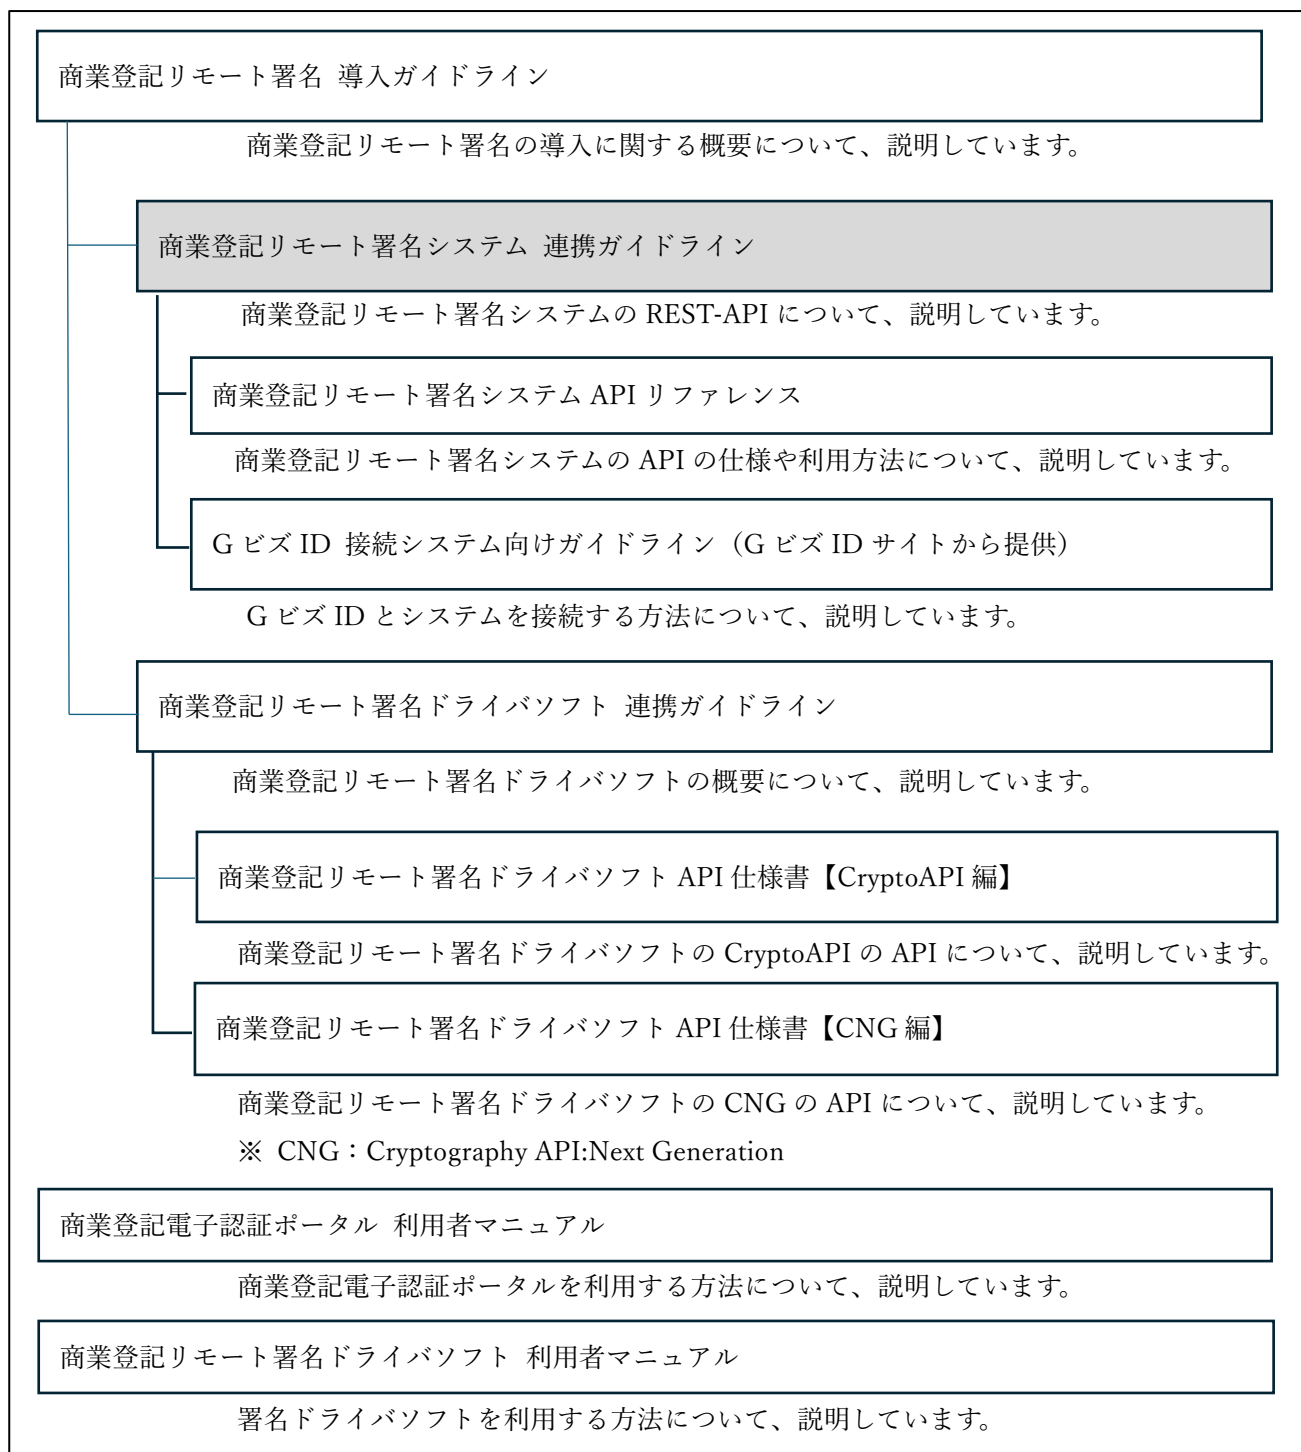 商業登記リモート署名 導入ガイドライン
商業登記リモート署名の導入に関する概要について、説明しています。
商業登記リモート署名システム 連携ガイドライン
商業登記リモート署名システムの REST-API について、説明しています。
商業登記リモート署名システム API リファレンス
商業登記リモート署名システムの API の仕様や利用方法について、説明しています。
G ビズ ID 接続システム向けガイドライン（G ビズ ID サイトから提供）
G ビズ ID とシステムを接続する方法について、説明しています。
商業登記リモート署名ドライバソフト 連携ガイドライン
商業登記リモート署名ドライバソフトの概要について、説明しています。
商業登記リモート署名ドライバソフト API 仕様書【CryptoAPI 編】
商業登記リモート署名ドライバソフトの CryptoAPI の API について、説明しています。
商業登記リモート署名ドライバソフト API 仕様書【CNG 編】
商業登記リモート署名ドライバソフトの CNG の API について、説明しています。
※ CNG：Cryptography API:Next Generation
商業登記電子認証ポータル 利用者マニュアル
商業登記電子認証ポータルを利用する方法について、説明しています。
商業登記リモート署名ドライバソフト 利用者マニュアル
署名ドライバソフトを利用する方法について、説明しています。